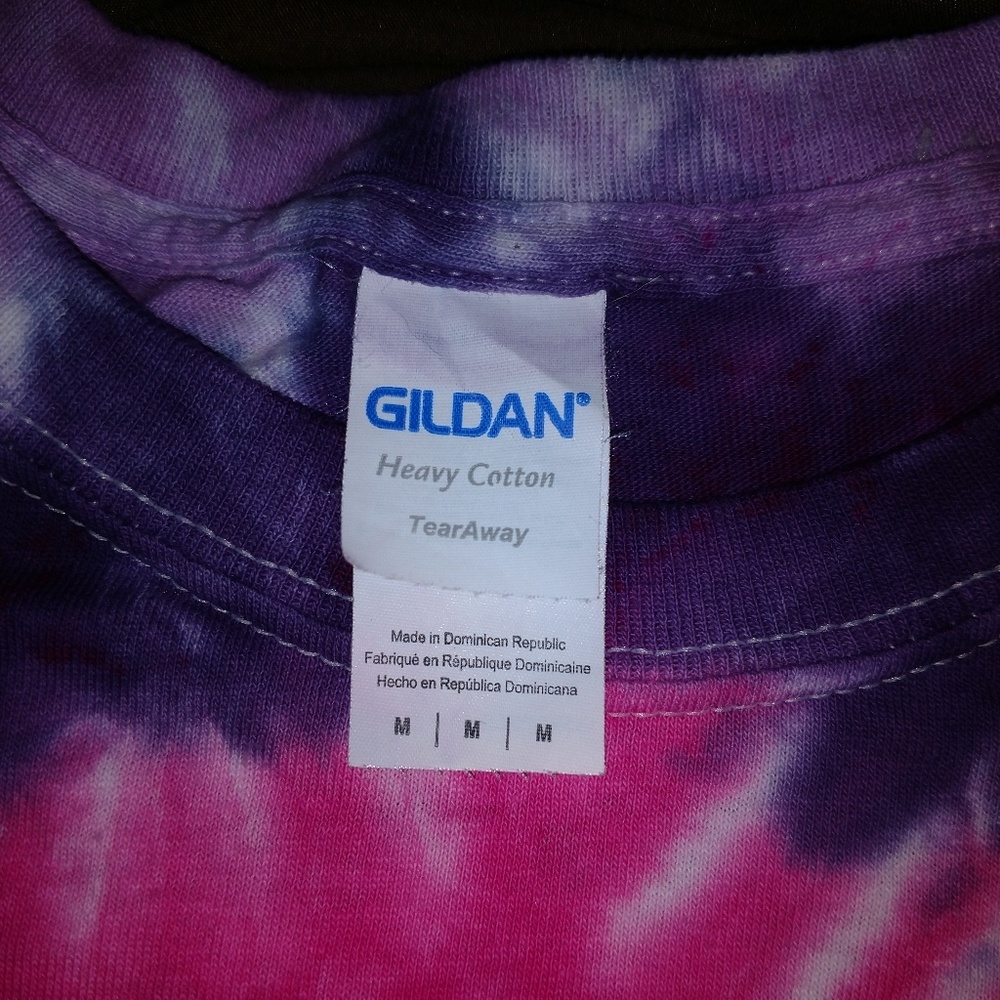 GILDAN®
Heavy Cotton
TearAway
Made in Dominican Republic
Fabriqué en République Dominicaine
Hecho en República Dominicana
M | M | M